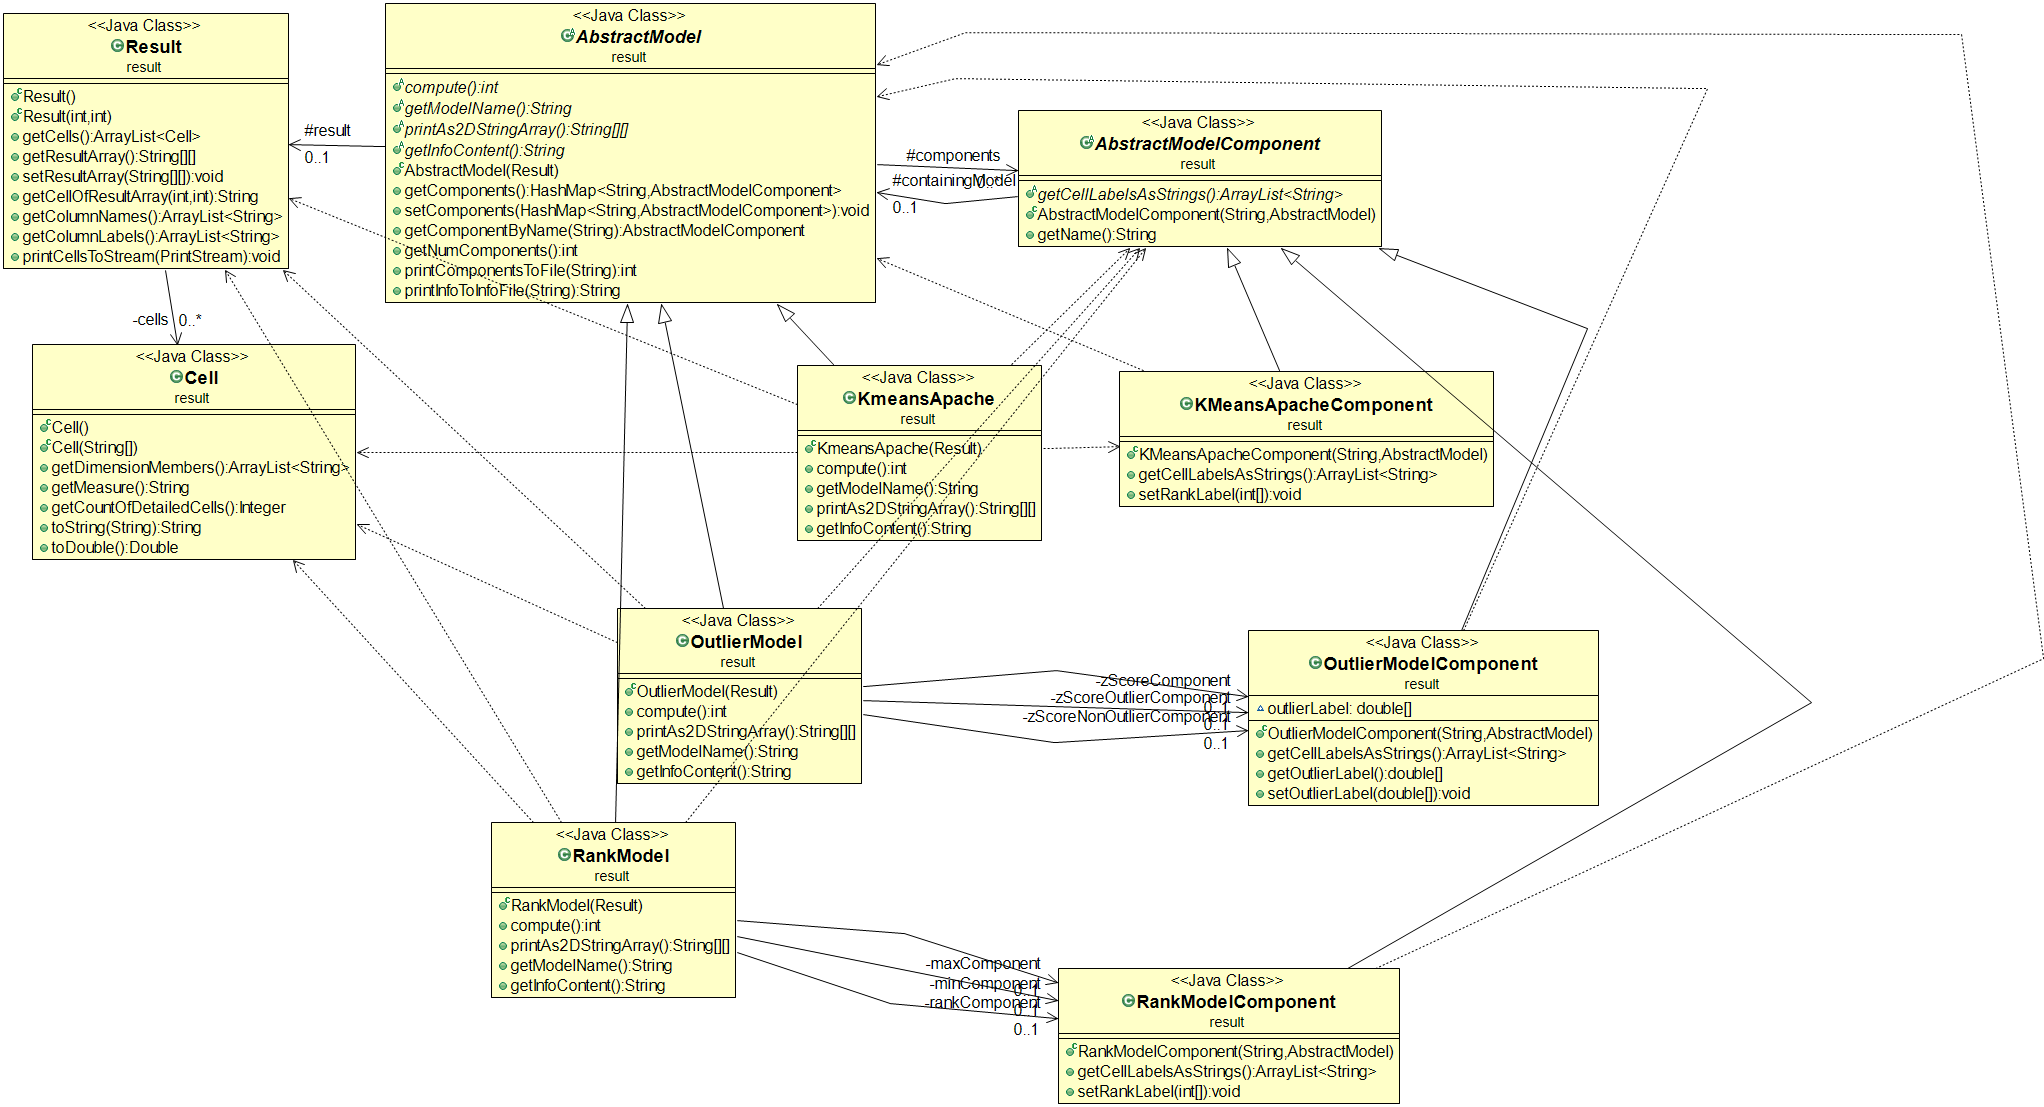 <<Java Class>>
Result
result
Result()
Result(int,int)
getCells():ArrayList<Cell>
getResultArray():String[][]
setResultArray(String[][]):void
getCellOfResultArray(int,int):String
getColumnNames():ArrayList<String>
getColumnLabels():ArrayList<String>
printCellsToStream(PrintStream):void
#result
0..1
<<Java Class>>
AbstractModel
result
compute():int
getModelName():String
printAs2DStringArray():String[][]
getInfoContent():String
AbstractModel(Result)
getComponents():HashMap<String,AbstractModelComponent>
setComponents(HashMap<String,AbstractModelComponent>):void
getComponentByName(String):AbstractModelComponent
getNumComponents():int
printComponentsToFile(String):int
printInfoToInfoFile(String):String
#components
0..*
#containingModel
0..1
<<Java Class>>
AbstractModelComponent
result
getCellLabelsAsStrings():ArrayList<String>
AbstractModelComponent(String,AbstractModel)
getName():String
-cells
0..*
<<Java Class>>
Cell
result
Cell()
Cell(String[])
getDimensionMembers():ArrayList<String>
getMeasure():String
getCountOfDetailedCells():Integer
toString(String):String
toDouble():Double
<<Java Class>>
KmeansApache
result
KmeansApache(Result)
compute():int
getModelName():String
printAs2DStringArray():String[][]
getInfoContent():String
<<Java Class>>
KMeansApacheComponent
result
KMeansApacheComponent(String,AbstractModel)
getCellLabelsAsStrings():ArrayList<String>
setRankLabel(int[]):void
<<Java Class>>
OutlierModel
result
OutlierModel(Result)
compute():int
printAs2DStringArray():String[][]
getModelName():String
getInfoContent():String
-zScoreComponent
0..1
-zScoreOutlierComponent
0..1
-zScoreNonOutlierComponent
0..1
<<Java Class>>
OutlierModelComponent
result
outlierLabel: double[]
OutlierModelComponent(String,AbstractModel)
getCellLabelsAsStrings():ArrayList<String>
getOutlierLabel():double[]
setOutlierLabel(double[]):void
<<Java Class>>
RankModel
result
RankModel(Result)
compute():int
printAs2DStringArray():String[][]
getModelName():String
getInfoContent():String
-maxComponent
0..1
-minComponent
0..1
-rankComponent
0..1
<<Java Class>>
RankModelComponent
result
RankModelComponent(String,AbstractModel)
getCellLabelsAsStrings():ArrayList<String>
setRankLabel(int[]):void